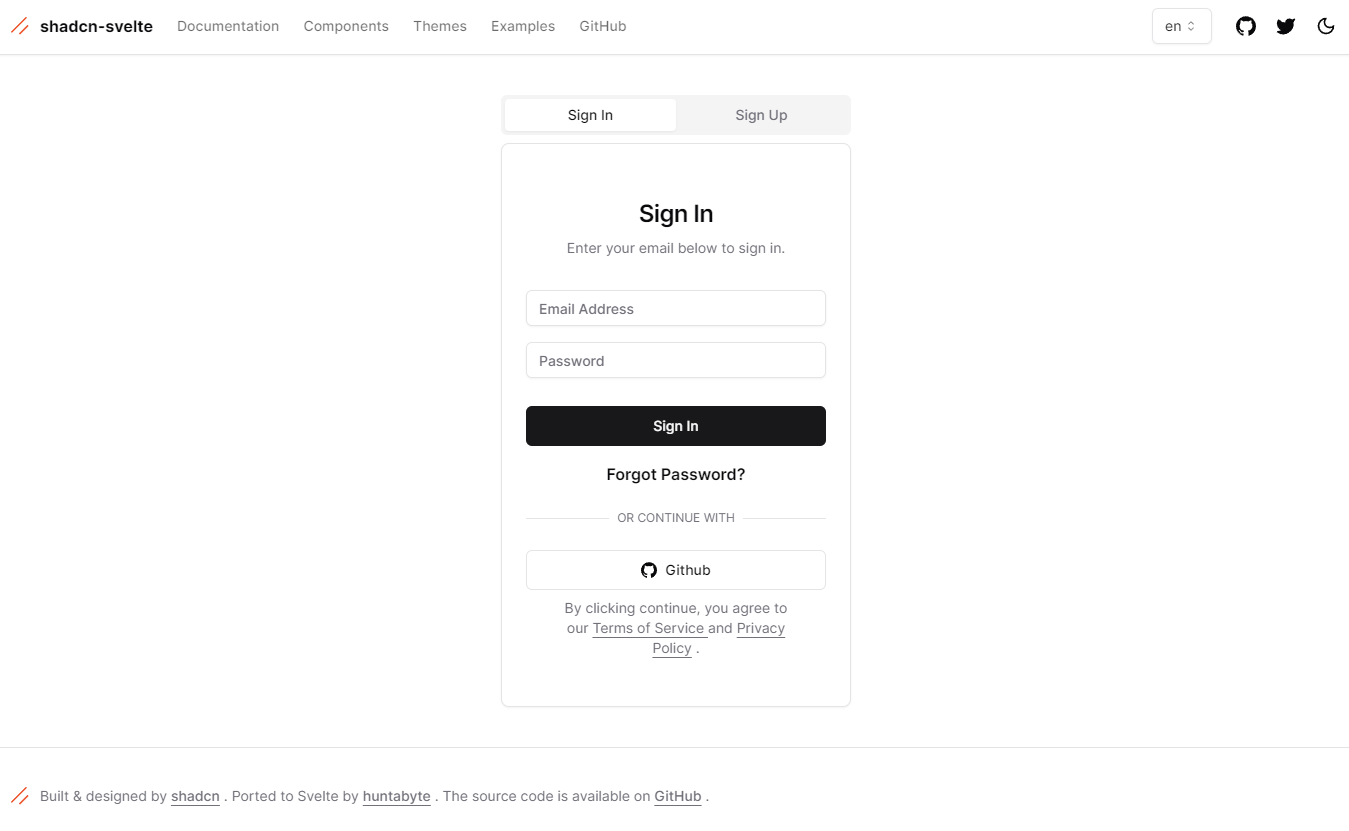 shadcn-svelte Documentation Components Themes Examples GitHub en
Sign In Sign Up
Sign In
Enter your email below to sign in.
Email Address
Password
Sign In
Forgot Password?
OR CONTINUE WITH
Github
By clicking continue, you agree to
our Terms of Service and Privacy
Policy .
Built & designed by shadcn . Ported to Svelte by huntabyte . The source code is available on GitHub .